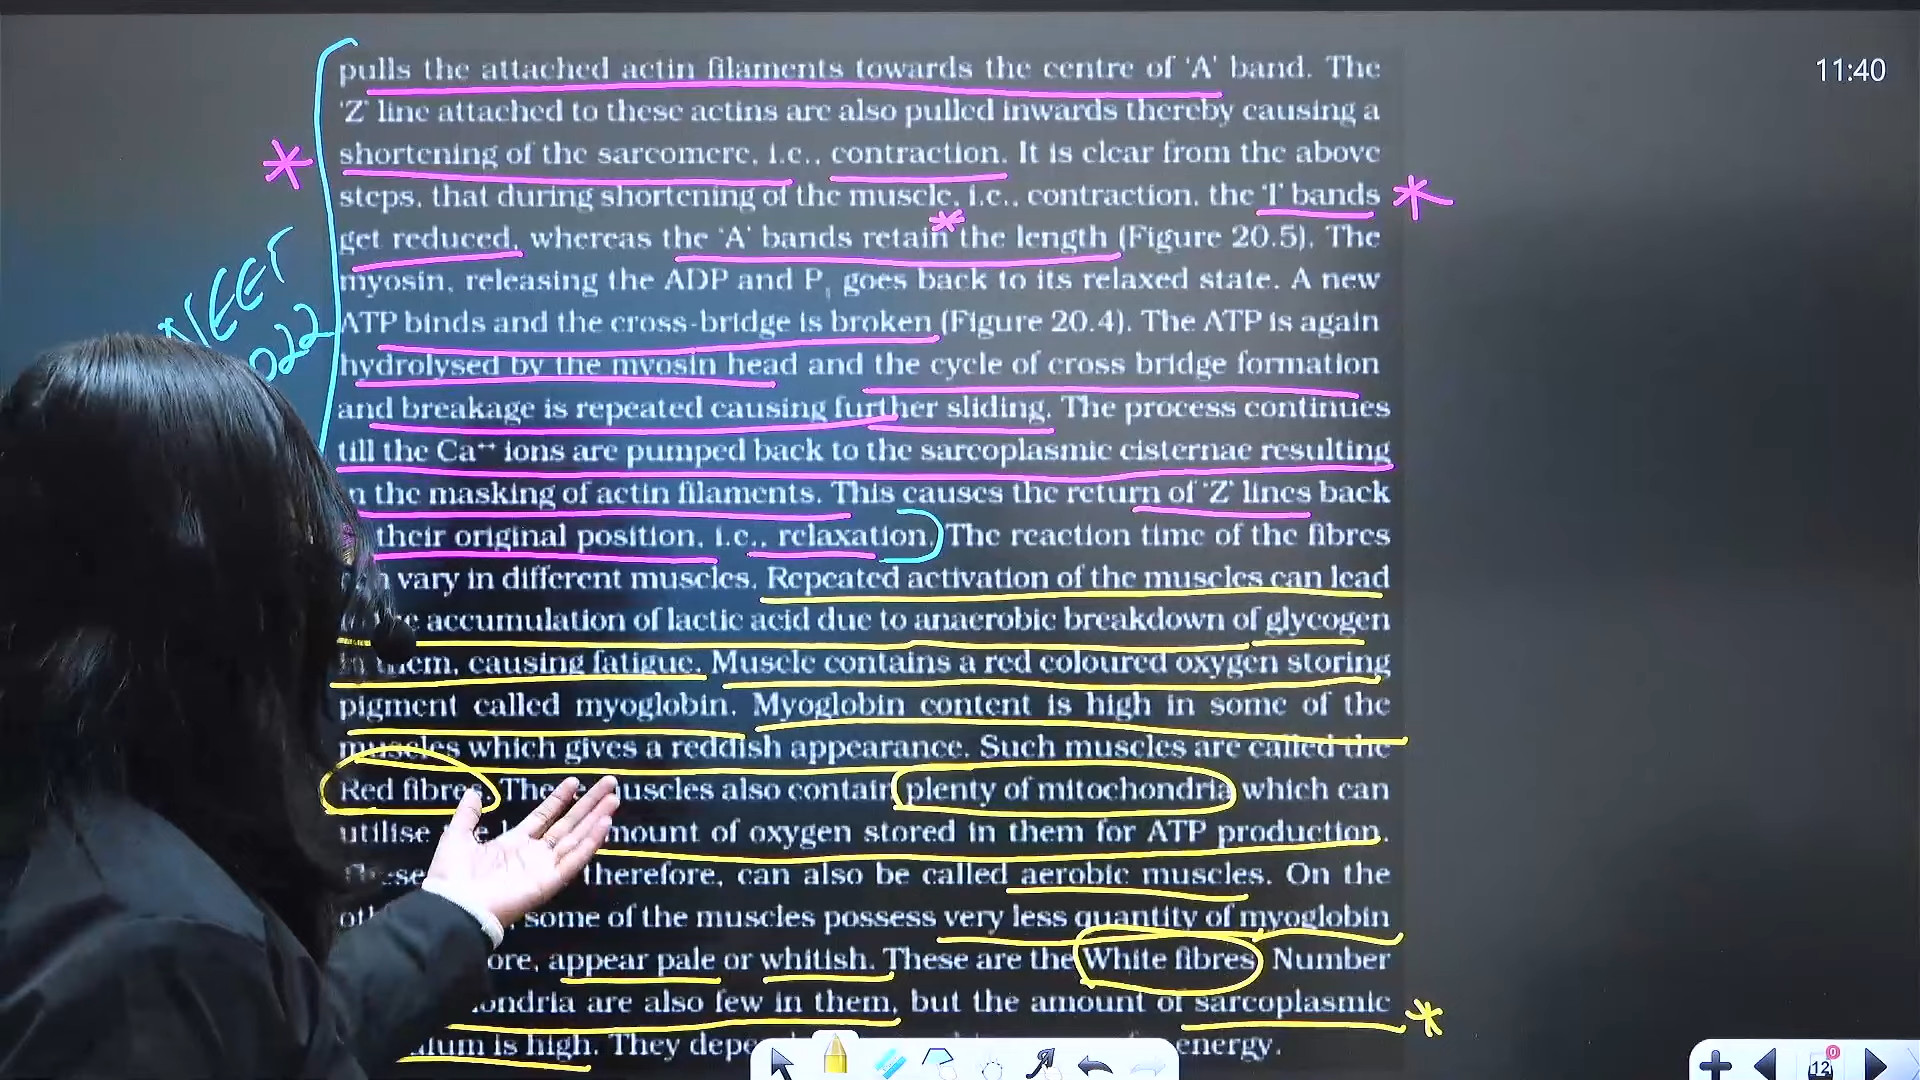 pulls the attached actin filaments towards the centre of 'A' band. The
'Z' line attached to these actins are also pulled inwards thereby causing a
shortening of the sarcomere, i.e., contraction. It is clear from the above
steps, that during shortening of the muscle, i.e., contraction, the 'I' bands
get reduced, whereas the 'A' bands retain the length (Figure 20.5). The
myosin, releasing the ADP and Pi goes back to its relaxed state. A new
ATP binds and the cross-bridge is broken (Figure 20.4). The ATP is again
hydrolysed by the myosin head and the cycle of cross bridge formation
and breakage is repeated causing further sliding. The process continues
till the Ca++ ions are pumped back to the sarcoplasmic cisternae resulting
n the masking of actin filaments. This causes the return of 'Z' lines back
their original position, i.e., relaxation. The reaction time of the fibres
vary in different muscles. Repeated activation of the muscles can lead
accumulation of lactic acid due to anaerobic breakdown of glycogen
in them, causing fatigue. Muscle contains a red coloured oxygen storing
pigment called myoglobin. Myoglobin content is high in some of the
muscles which gives a reddish appearance. Such muscles are called the
Red fibres. These muscles also contain plenty of mitochondria which can
utilise mount of oxygen stored in them for ATP production.
therefore, can also be called aerobic muscles. On the
some of the muscles possess very less quantity of myoglobin
ore, appear pale or whitish. These are the White fibres. Number
ondria are also few in them, but the amount of sarcoplasmic
ulum is high. They depe energy.
NEET
022
11:40
12
0